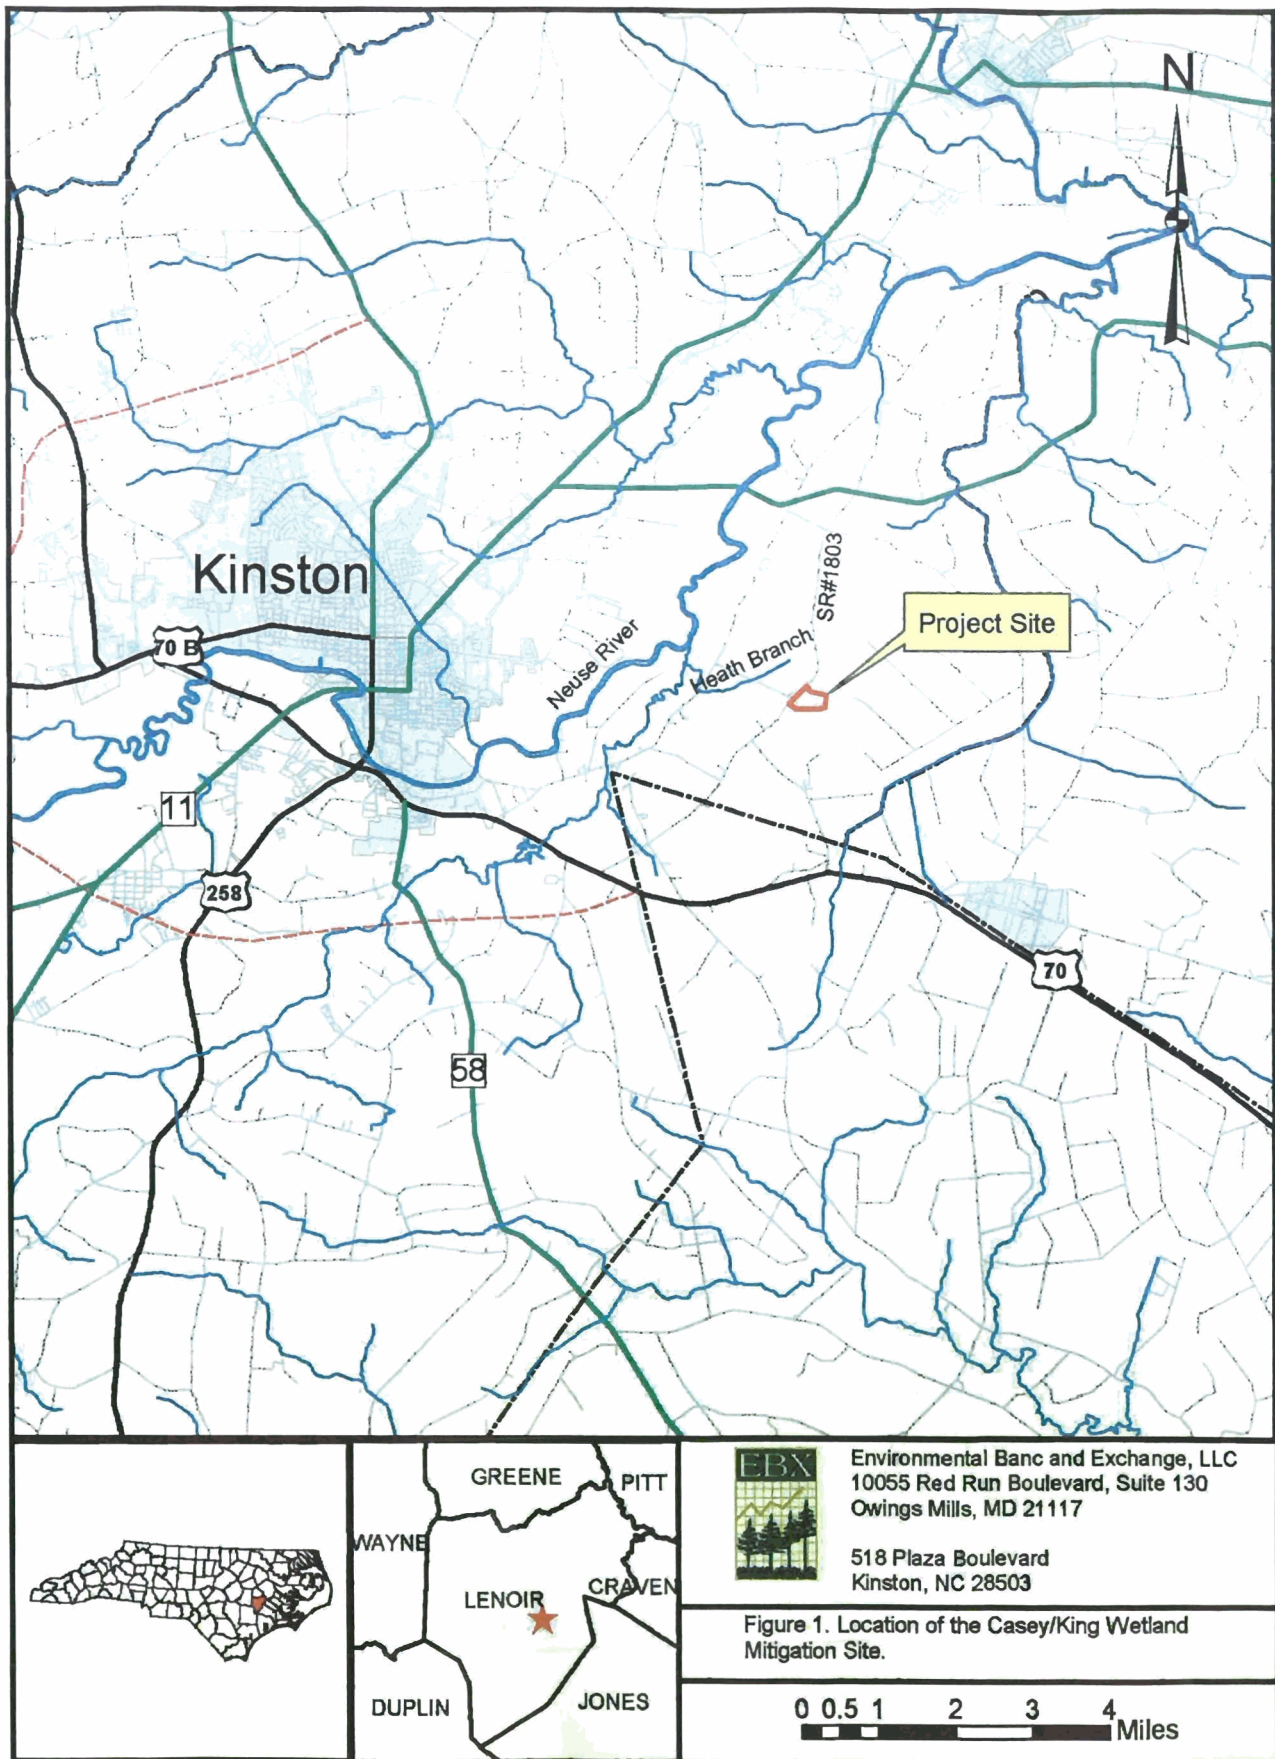 N
Kinston
SR#1803
Project Site
70 B
Neuse River
Heath Branch
11
258
70
58
GREENE
PITT
WAYNE
LENOIR
CRAVEN
DUPLIN
JONES
EBX
Environmental Banc and Exchange, LLC
10055 Red Run Boulevard, Suite 130
Owings Mills, MD 21117
518 Plaza Boulevard
Kinston, NC 28503
Figure 1. Location of the Casey/King Wetland
Mitigation Site.
0 0.5 1 2 3 4
Miles